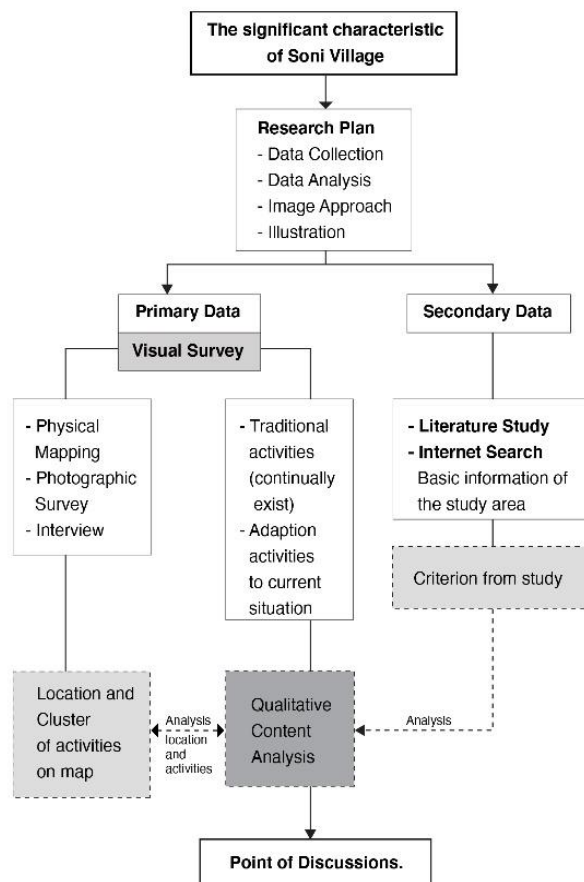 The significant characteristic
of Soni Village
Research Plan
- Data Collection
- Data Analysis
- Image Approach
- Illustration
Primary Data
Visual Survey
Secondary Data
- Physical
Mapping
- Photographic
Survey
- Interview
- Traditional
activities
(continually
exist)
- Adaption
activities
to current
situation
- Literature Study
- Internet Search
Basic information of
the study area
Criterion from study
Location and
Cluster
of activities
on map
Analysis
location
and
activities
Qualitative
Content
Analysis
Analysis
Point of Discussions.